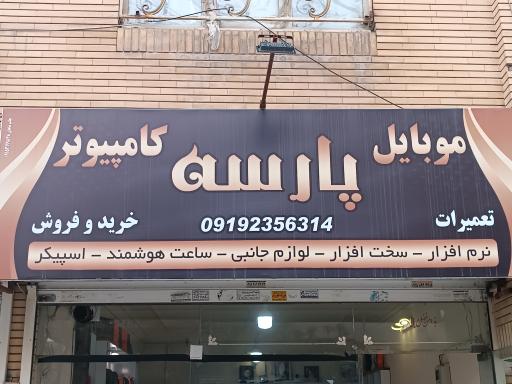 موبایل پارسه کامپیوتر
تعمیرات 09192356314 خرید و فروش
نرم افزار – سخت افزار – لوازم جانبی – ساعت هوشمند – اسپیکر